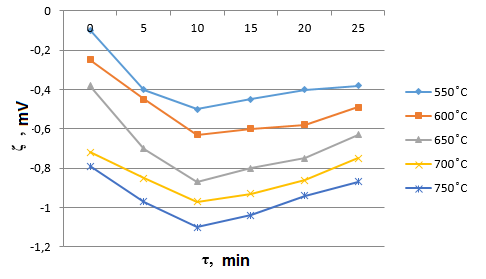 0
0 5 10 15 20 25
-0,2
-0,4
-0,6
-0,8
-1
-1,2
ζ , mV
τ, min
550˚C
600˚C
650˚C
700˚C
750˚C